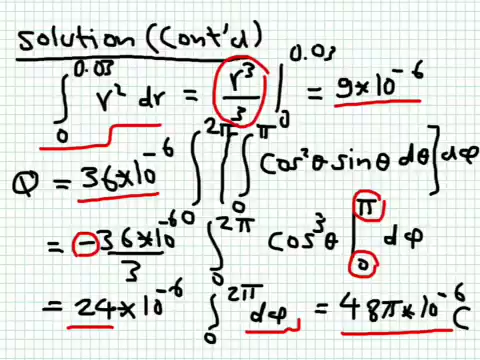 Solution (Cont'd)
∫₀^0.03 r² dr = r³/3 |₀^0.03 = 9*10⁻⁶
Q = 36*10⁻⁶ ∫₀^2π [∫₀^π cos²θ sinθ dθ] dφ
= -36*10⁻⁶/3 ∫₀^2π cos³θ |₀^π dφ
= 24*10⁻⁶ ∫₀^2π dφ = 48π*10⁻⁶ C